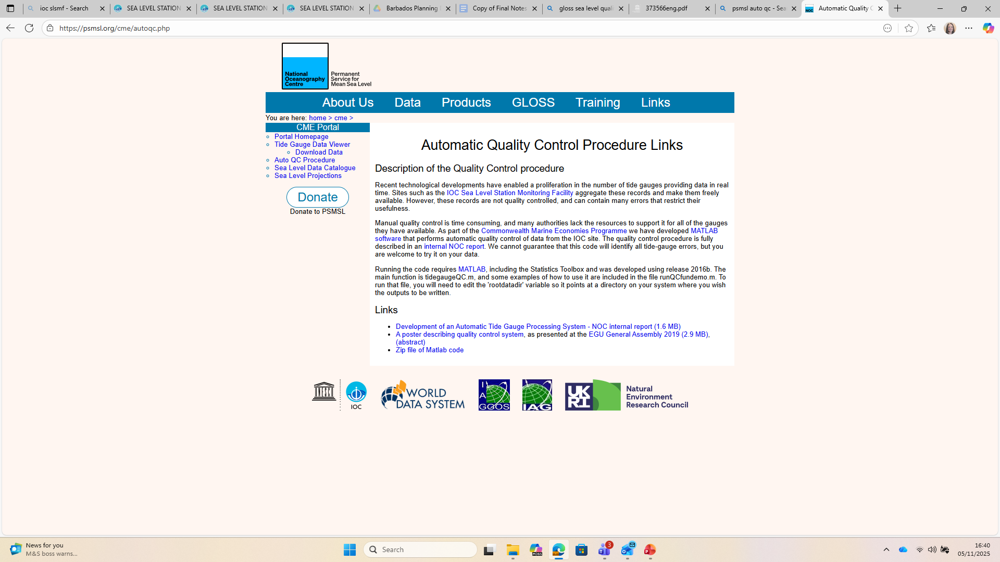 ioc slsmf - Search
SEA LEVEL STATION
SEA LEVEL STATION
SEA LEVEL STATION
Barbados Planning
Copy of Final Notes
gloss sea level quali
373566eng.pdf
psmsl auto qc - Sea
Automatic Quality C
https://psmsl.org/cme/autoqc.php
National
Oceanography
Centre
Permanent
Service for
Mean Sea Level
About Us Data Products GLOSS Training Links
You are here: home > cme >
CME Portal
Portal Homepage
Tide Gauge Data Viewer
Download Data
Auto QC Procedure
Sea Level Data Catalogue
Sea Level Projections
Donate
Donate to PSMSL
Automatic Quality Control Procedure Links
Description of the Quality Control procedure
Recent technological developments have enabled a proliferation in the number of tide gauges providing data in real
time. Sites such as the IOC Sea Level Station Monitoring Facility aggregate these records and make them freely
available. However, these records are not quality controlled, and can contain many errors that restrict their
usefulness.
Manual quality control is time consuming, and many authorities lack the resources to support it for all of the gauges
they have available. As part of the Commonwealth Marine Economies Programme we have developed MATLAB
software that performs automatic quality control of data from the IOC site. The quality control procedure is fully
described in an internal NOC report. We cannot guarantee that this code will identify all tide-gauge errors, but you
are welcome to try it on your data.
Running the code requires MATLAB, including the Statistics Toolbox and was developed using release 2016b. The
main function is tidegaugeQC.m, and some examples of how to use it are included in the file runQCfundemo.m. To
run that file, you will need to edit the 'rootdatadir' variable so it points at a directory on your system where you wish
the outputs to be written.
Links
Development of an Automatic Tide Gauge Processing System - NOC internal report (1.6 MB)
A poster describing quality control system, as presented at the EGU General Assembly 2019 (2.9 MB),
(abstract)
Zip file of Matlab code
UNESCO
IOC
WORLD
DATA SYSTEM
I
A
GGOS
IAG
UK
RI
Natural
Environment
Research Council
News for you
M&S boss warns...
Search
M365
3
16:40
05/11/2025